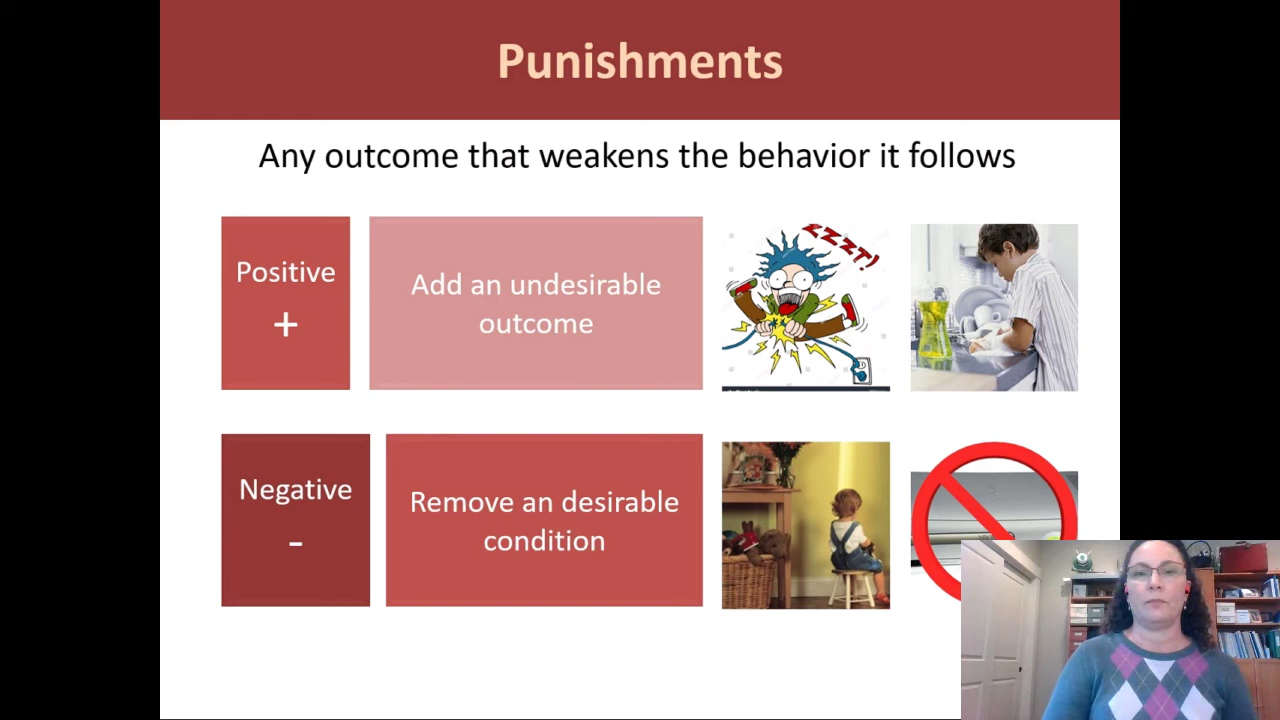 Punishments
Any outcome that weakens the behavior it follows
Positive
+
Add an undesirable
outcome
ZZZT!
Negative
-
Remove an desirable
condition